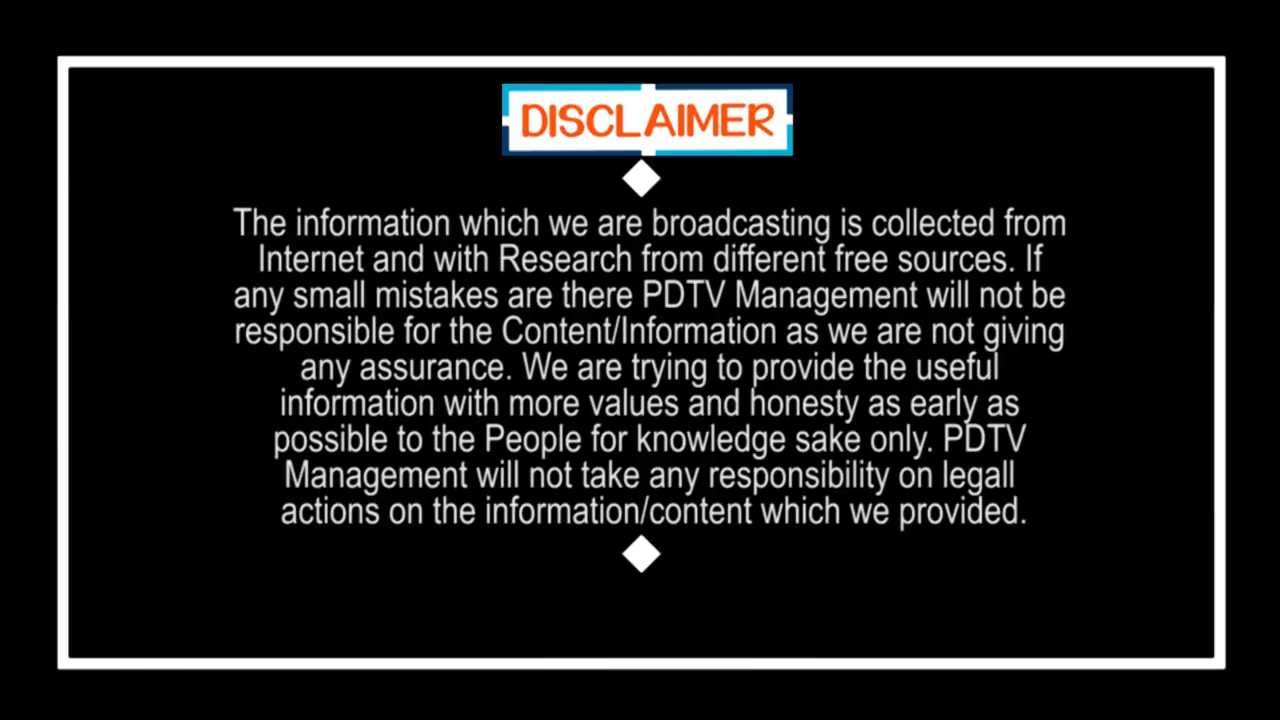 DISCLAIMER
The information which we are broadcasting is collected from
Internet and with Research from different free sources. If
any small mistakes are there PDTV Management will not be
responsible for the Content/Information as we are not giving
any assurance. We are trying to provide the useful
information with more values and honesty as early as
possible to the People for knowledge sake only. PDTV
Management will not take any responsibility on legall
actions on the information/content which we provided.